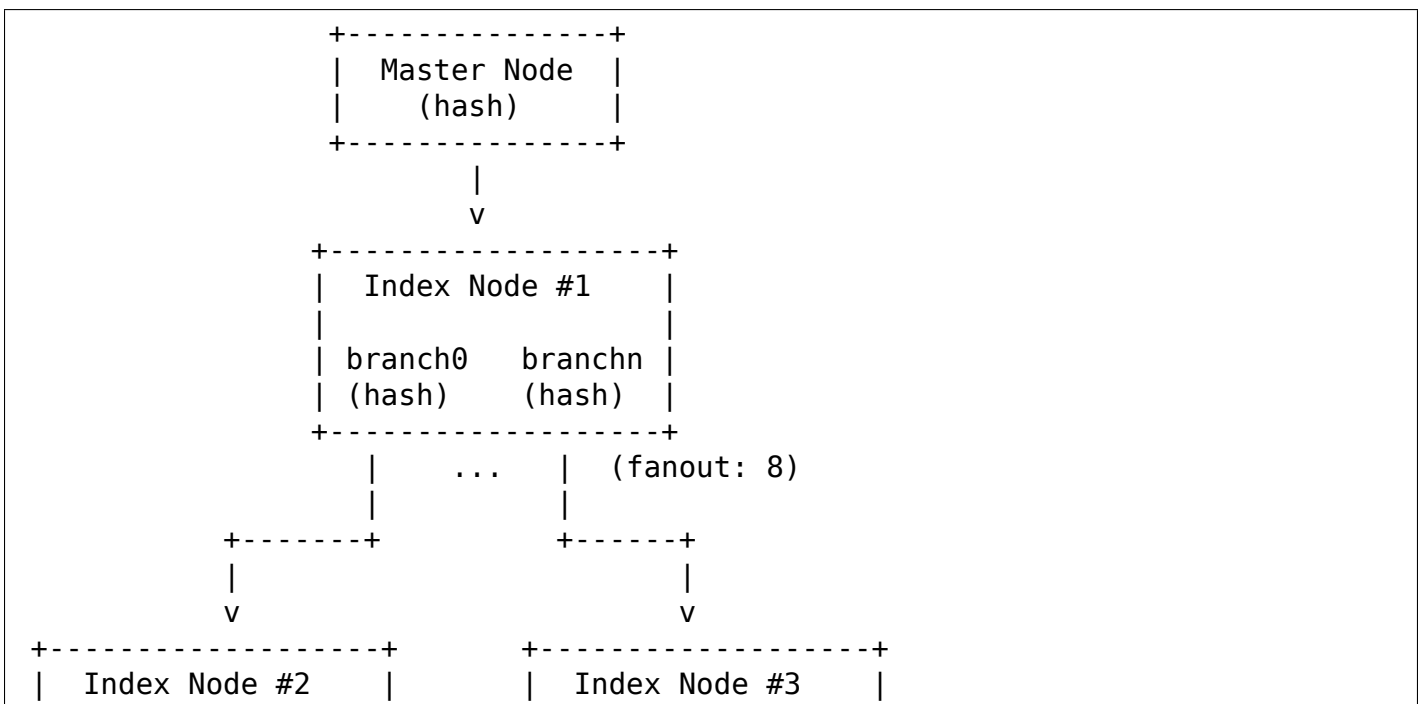 +---------------+
|  Master Node  |
|    (hash)     |
+---------------+
|
v
+-------------------+
|  Index Node #1    |
|                   |
| branch0   branchn |
| (hash)    (hash)  |
+-------------------+
|    ...   |  (fanout: 8)
|          |
+-------+          +------+
|                         |
v                         v
+-------------------+       +-------------------+
|  Index Node #2    |       |  Index Node #3    |